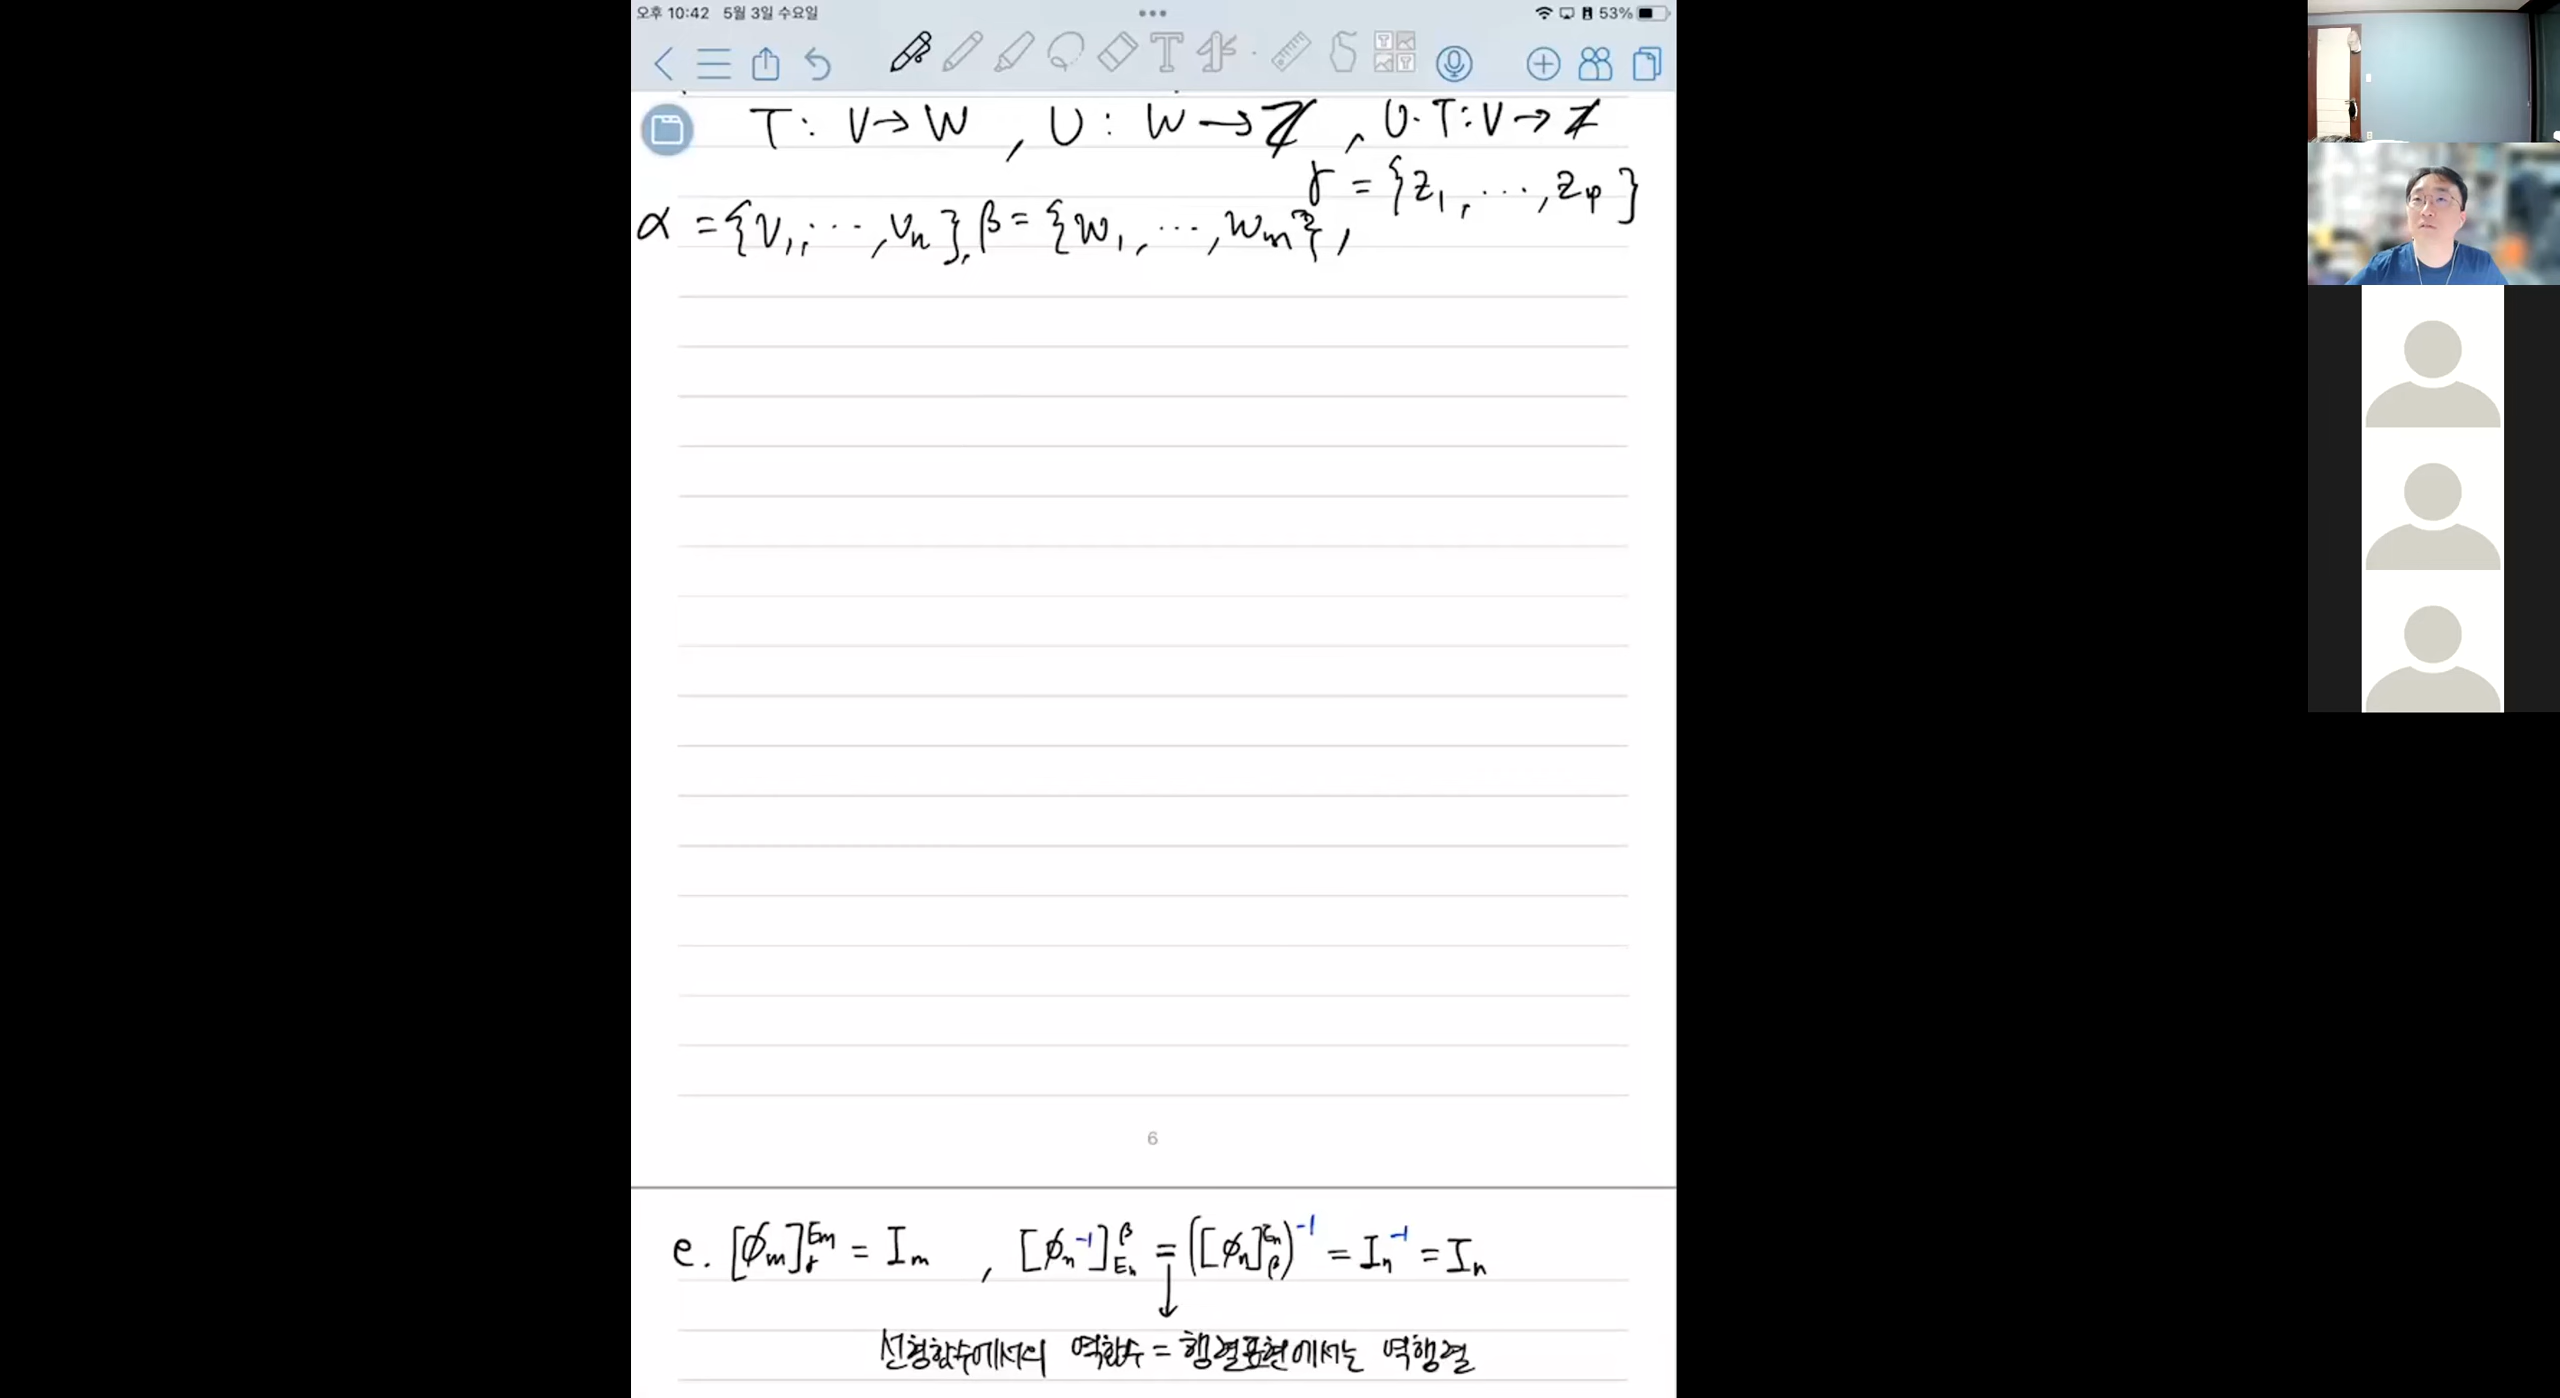 오후 10:42 5월 3일 수요일
53%
T : V → W , U : W → Z , U·T : V → Z
γ = {z₁, ⋯, zₚ}
α = {v₁, ⋯, vₙ}, β = {w₁, ⋯, wₘ},
6
e. [ϕₘ]ᵧ^Eₘ = Iₘ , [ϕₙ⁻¹]_Eₙ^β = ([ϕₙ]_β^Eₙ)⁻¹ = Iₙ⁻¹ = Iₙ
↓
선형함수에서의 역함수 = 행렬표현에서는 역행렬